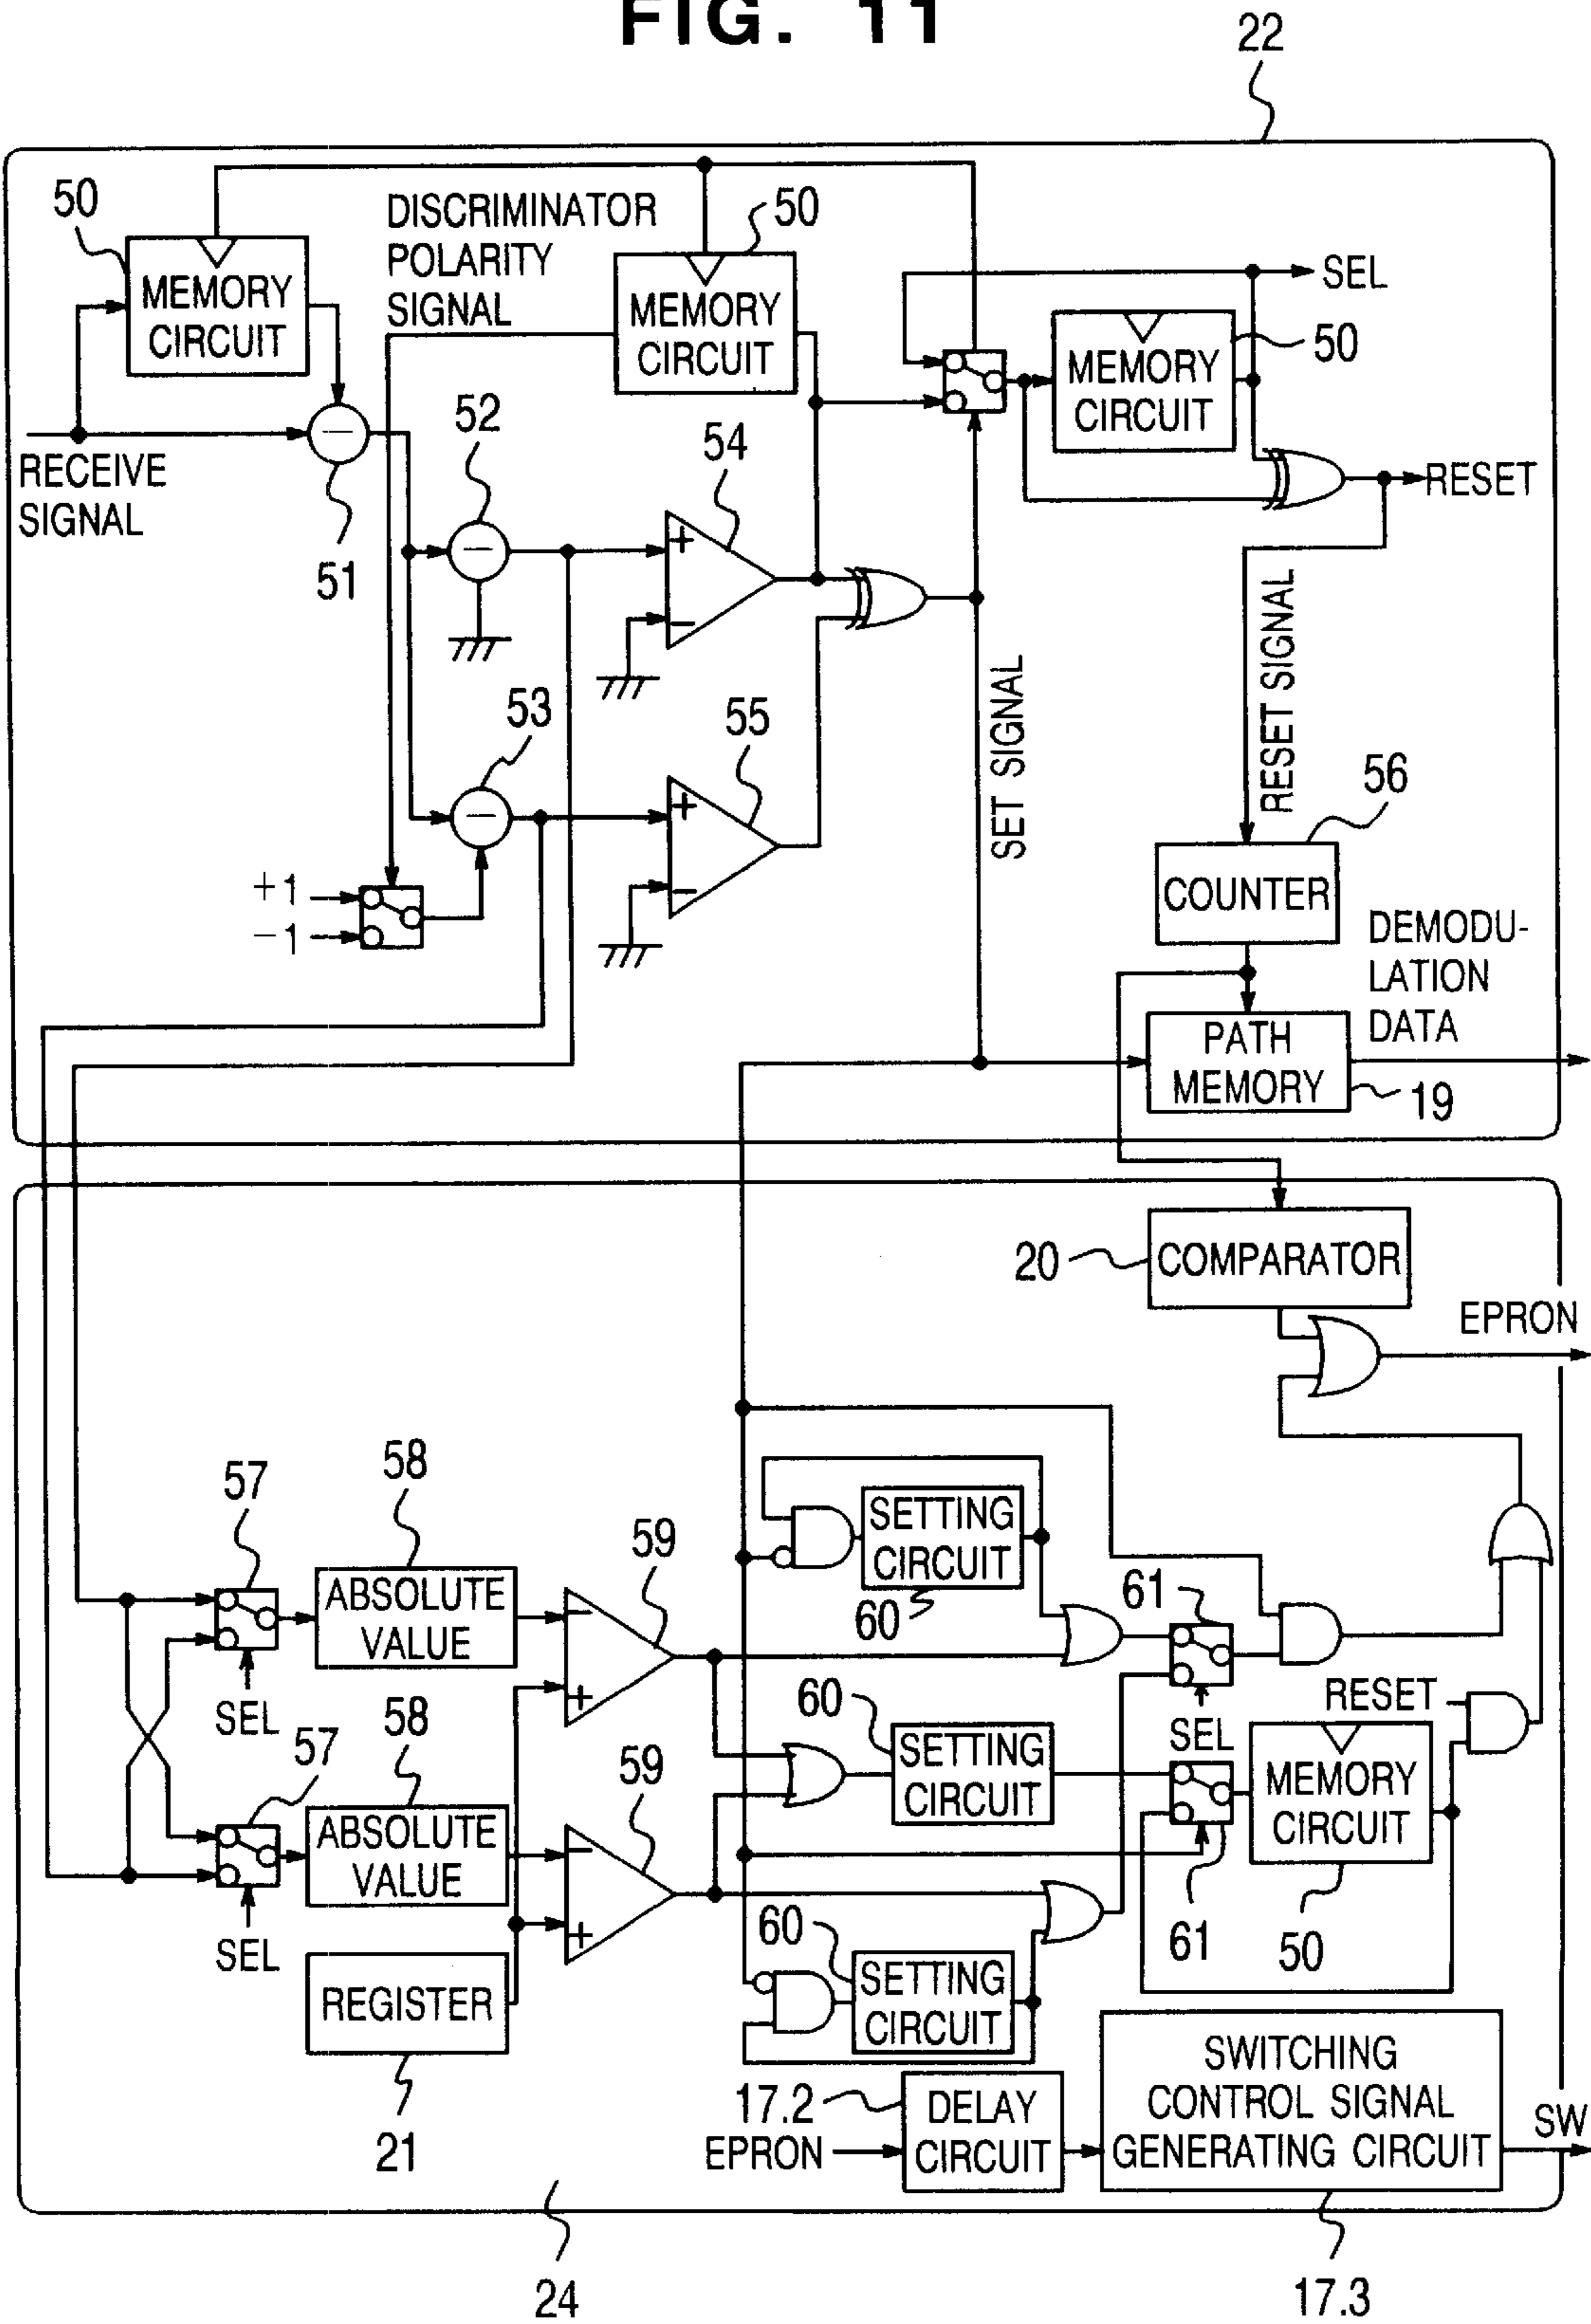 FIG. 11
22
50
DISCRIMINATOR
POLARITY
SIGNAL
50
MEMORY
CIRCUIT
MEMORY
CIRCUIT
SEL
MEMORY
CIRCUIT
50
RECEIVE
SIGNAL
51
52
54
RESET
+
−
53
55
SET SIGNAL
RESET SIGNAL
56
+1
−1
+
−
COUNTER
DEMODU-
LATION
DATA
PATH
MEMORY
19
20
COMPARATOR
EPRON
57
58
59
SETTING
CIRCUIT
60
61
ABSOLUTE
VALUE
−
+
SEL
57
58
59
60
SETTING
CIRCUIT
SEL
RESET
MEMORY
CIRCUIT
ABSOLUTE
VALUE
−
+
SEL
60
SETTING
CIRCUIT
61
50
REGISTER
21
17.2
EPRON
DELAY
CIRCUIT
SWITCHING
CONTROL SIGNAL
GENERATING CIRCUIT
SW
24
17.3